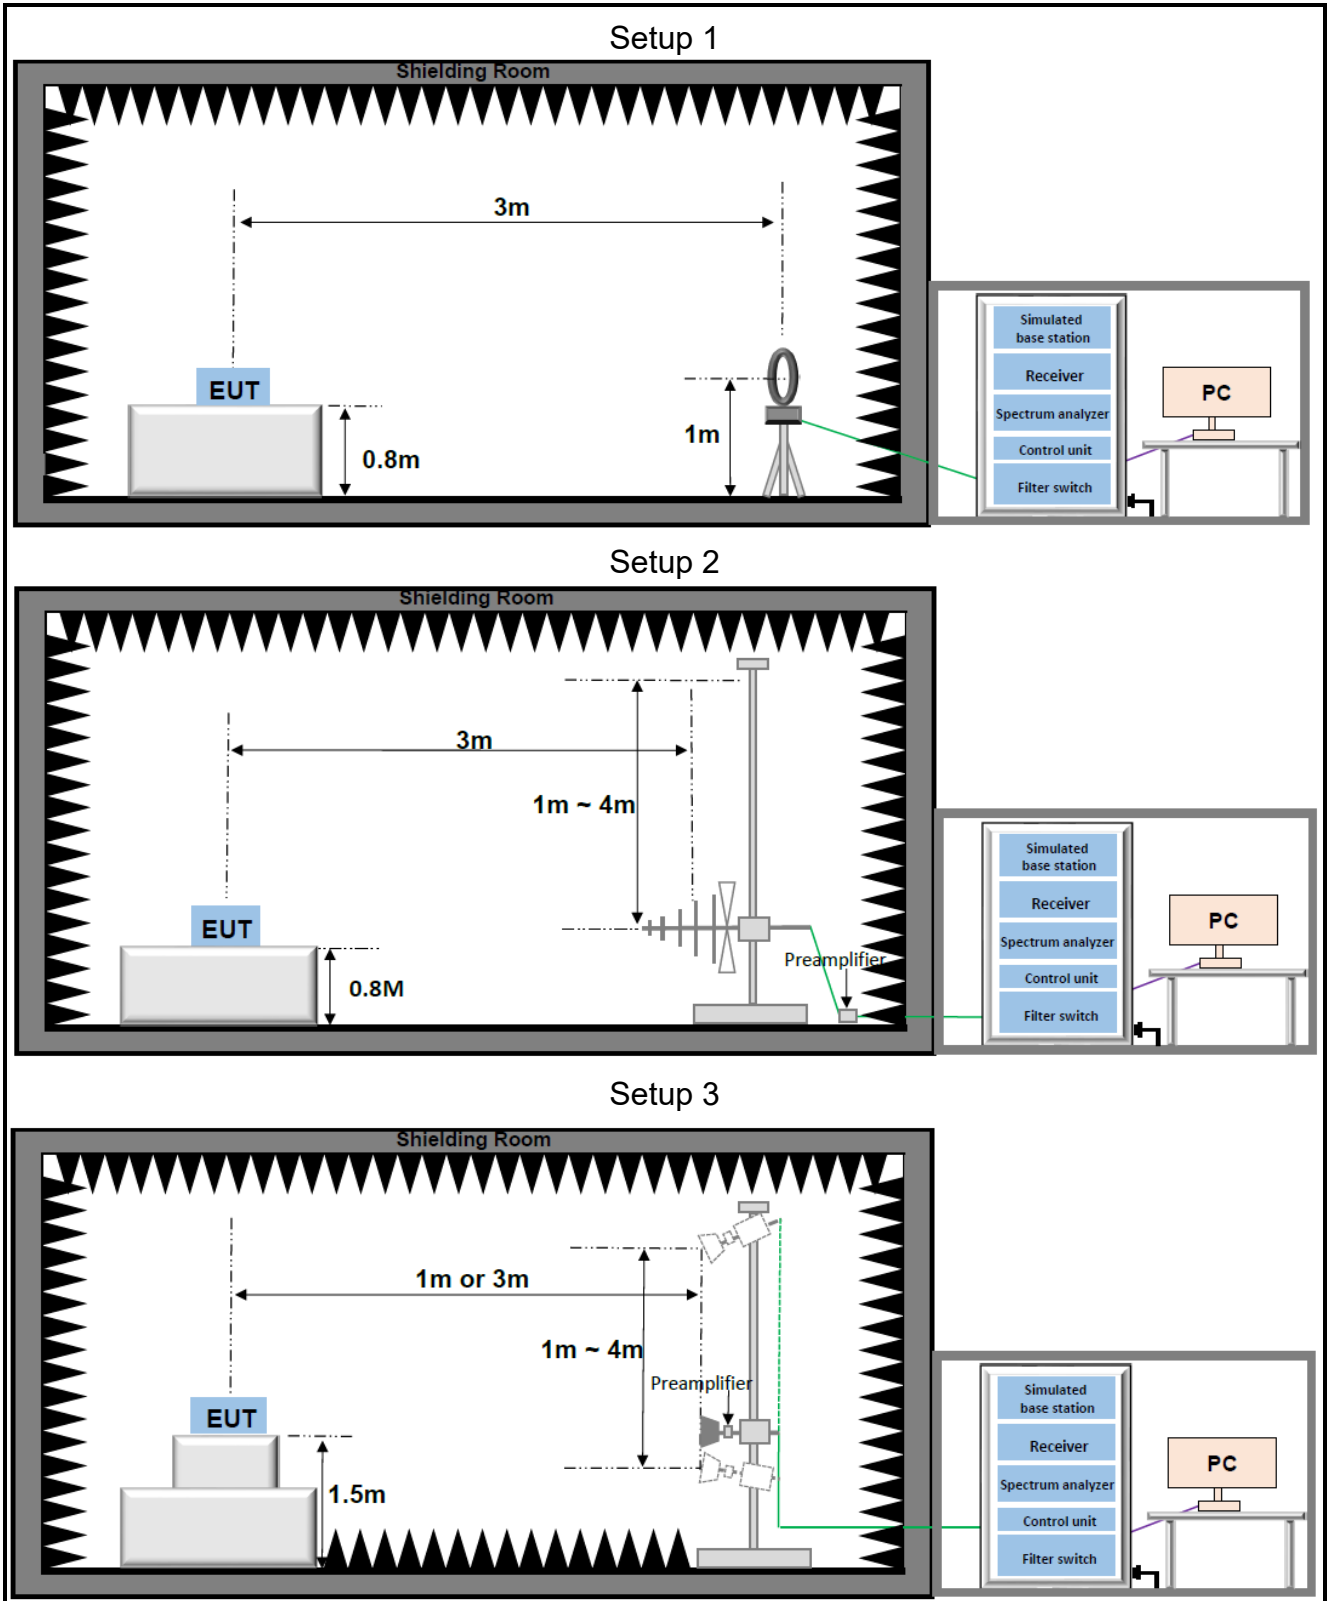 Setup 1
Shielding Room
3m
EUT
0.8m
1m
Simulated
base station
Receiver
Spectrum analyzer
Control unit
Filter switch
PC
Setup 2
Shielding Room
3m
1m ~ 4m
EUT
0.8M
Preamplifier
Simulated
base station
Receiver
Spectrum analyzer
Control unit
Filter switch
PC
Setup 3
Shielding Room
1m or 3m
1m ~ 4m
Preamplifier
EUT
1.5m
Simulated
base station
Receiver
Spectrum analyzer
Control unit
Filter switch
PC